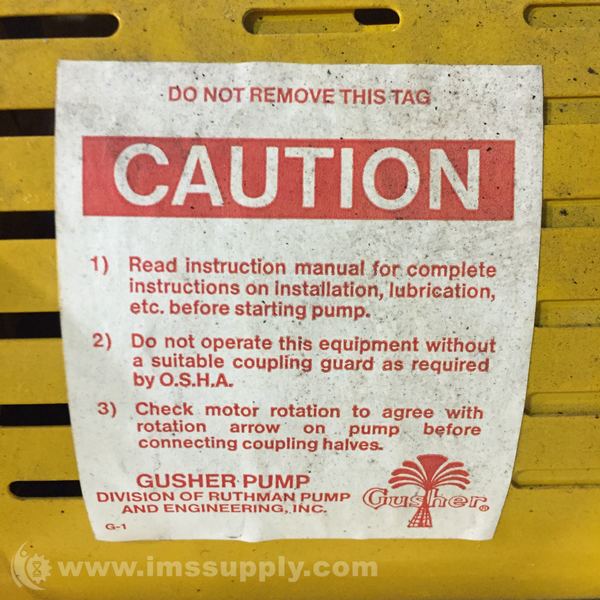 DO NOT REMOVE THIS TAG
CAUTION
1) Read instruction manual for complete
instructions on installation, lubrication,
etc. before starting pump.
2) Do not operate this equipment without
a suitable coupling guard as required
by O.S.H.A.
3) Check motor rotation to agree with
rotation arrow on pump before
connecting coupling halves.
GUSHER PUMP
DIVISION OF RUTHMAN PUMP
AND ENGINEERING, INC.
G-1
Gusher®
www.imssupply.com